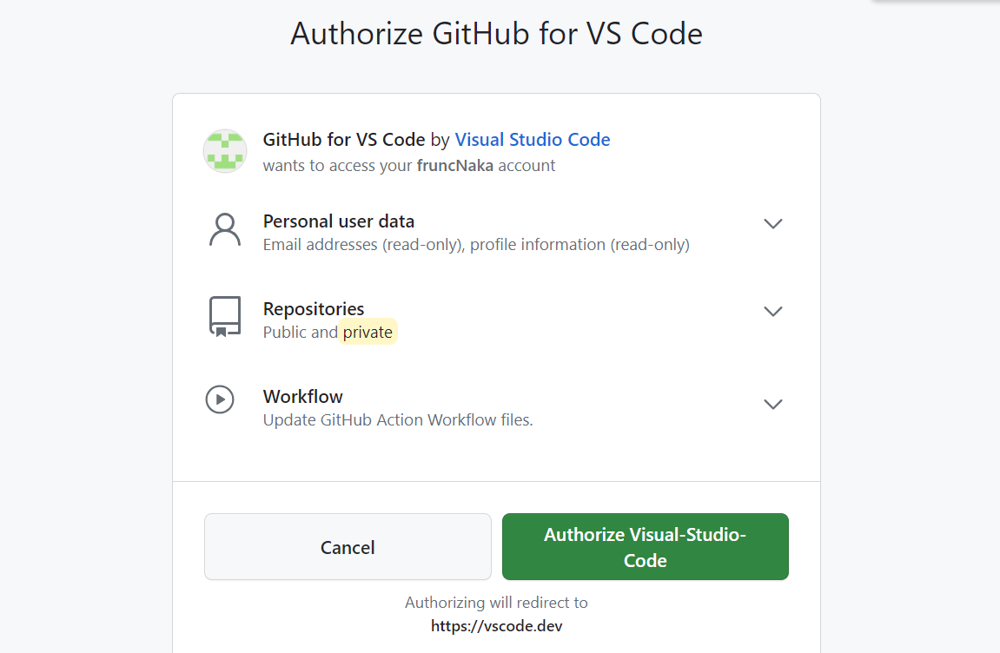 Authorize GitHub for VS Code
GitHub for VS Code by Visual Studio Code
wants to access your fruncNaka account
Personal user data
Email addresses (read-only), profile information (read-only)
Repositories
Public and private
Workflow
Update GitHub Action Workflow files.
Cancel
Authorize Visual-Studio-
Code
Authorizing will redirect to
https://vscode.dev